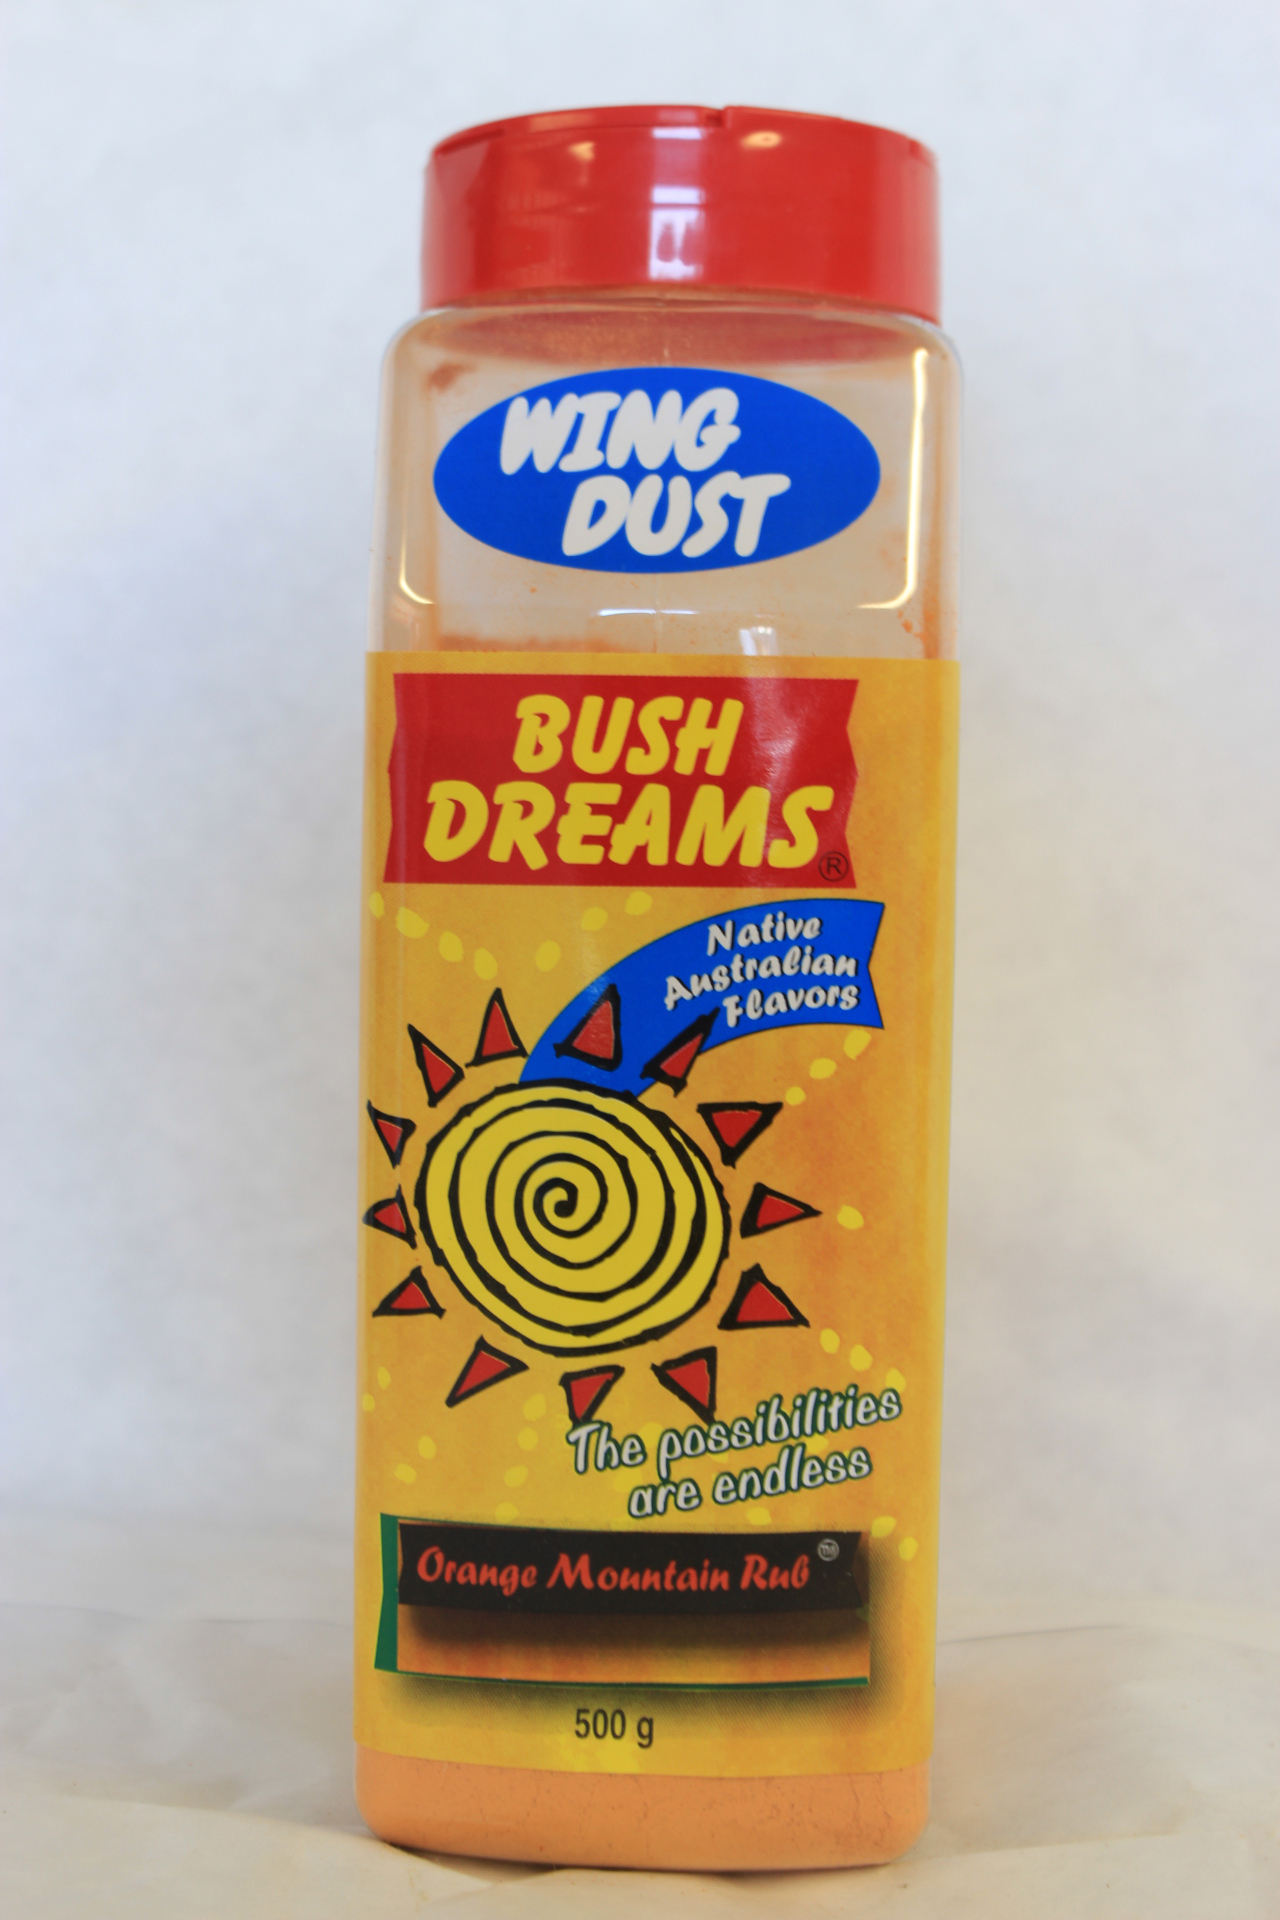 WING
DUST
BUSH
DREAMS®
Native
Australian
Flavors
The possibilities
are endless
Orange Mountain Rub ™
500 g